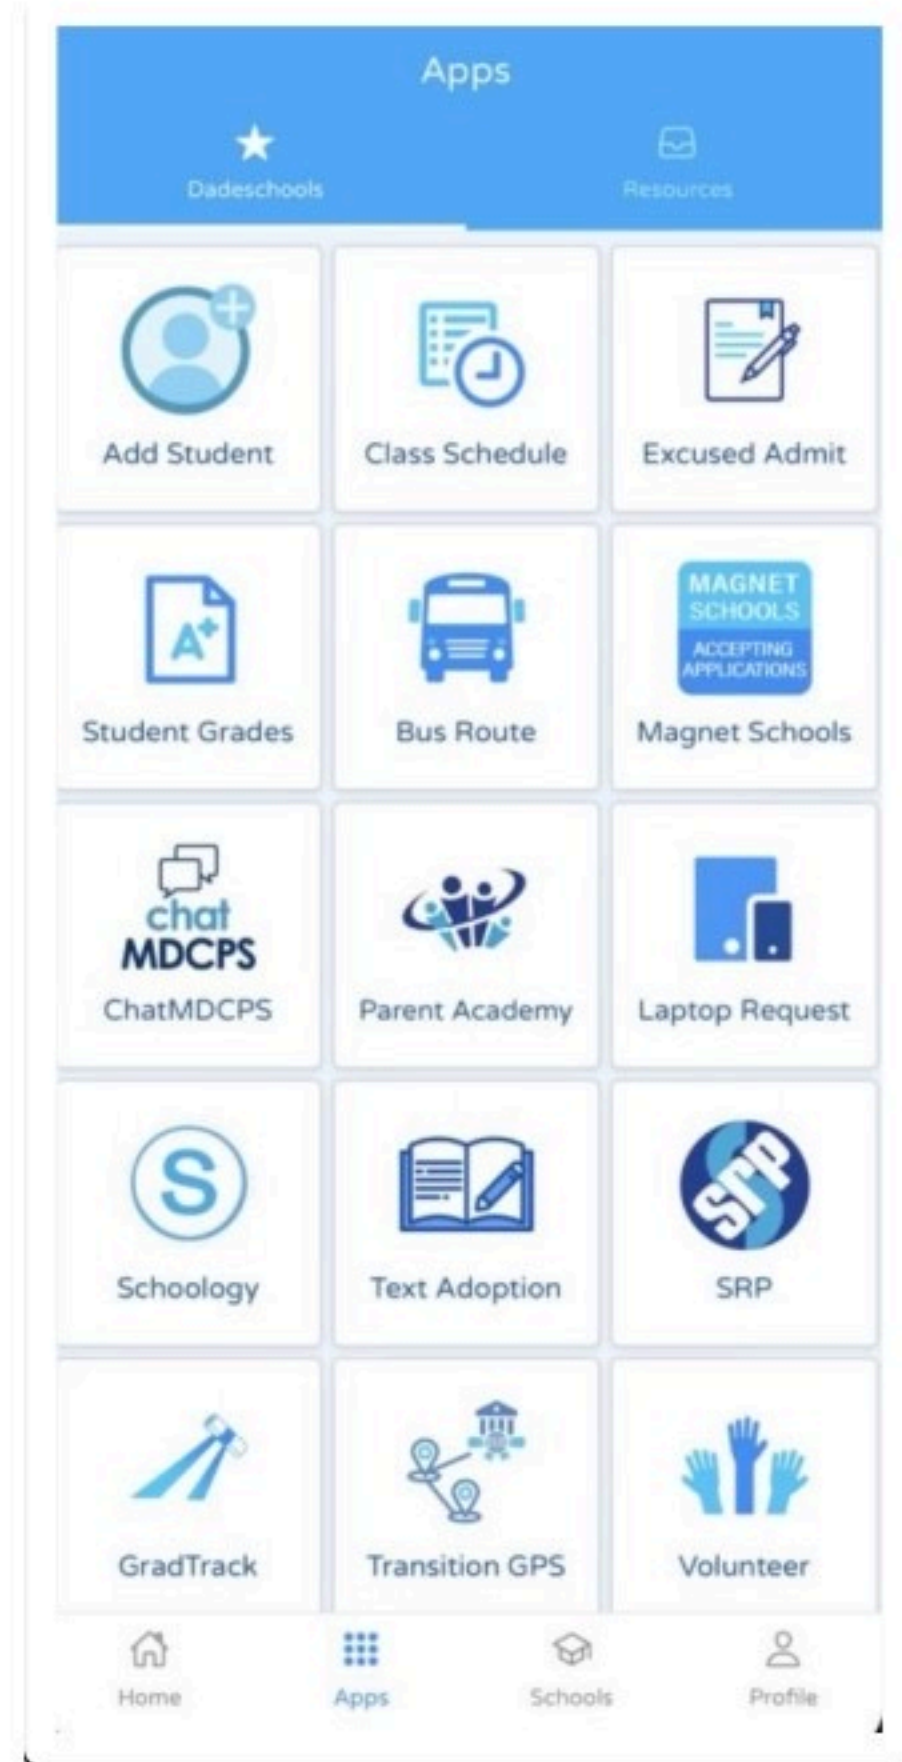 Apps
Dadeschools
Resources
Add Student
Class Schedule
Excused Admit
A+
MAGNET
SCHOOLS
ACCEPTING
APPLICATIONS
Student Grades
Bus Route
Magnet Schools
chat
MDCPS
ChatMDCPS
Parent Academy
Laptop Request
S
srp
Schoology
Text Adoption
SRP
GradTrack
Transition GPS
Volunteer
Home
Apps
Schools
Profile